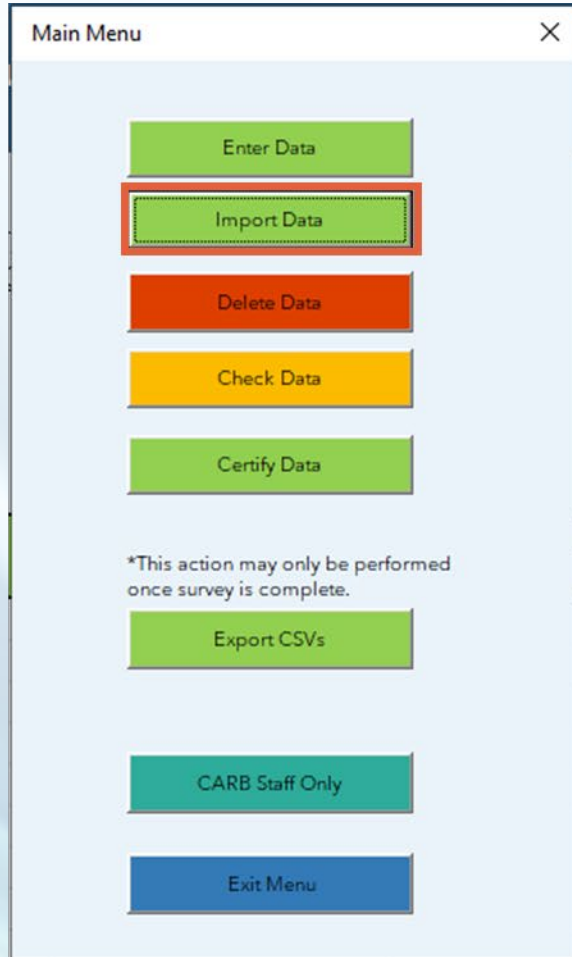 Main Menu
Enter Data
Import Data
Delete Data
Check Data
Certify Data
*This action may only be performed
once survey is complete.
Export CSVs
CARB Staff Only
Exit Menu